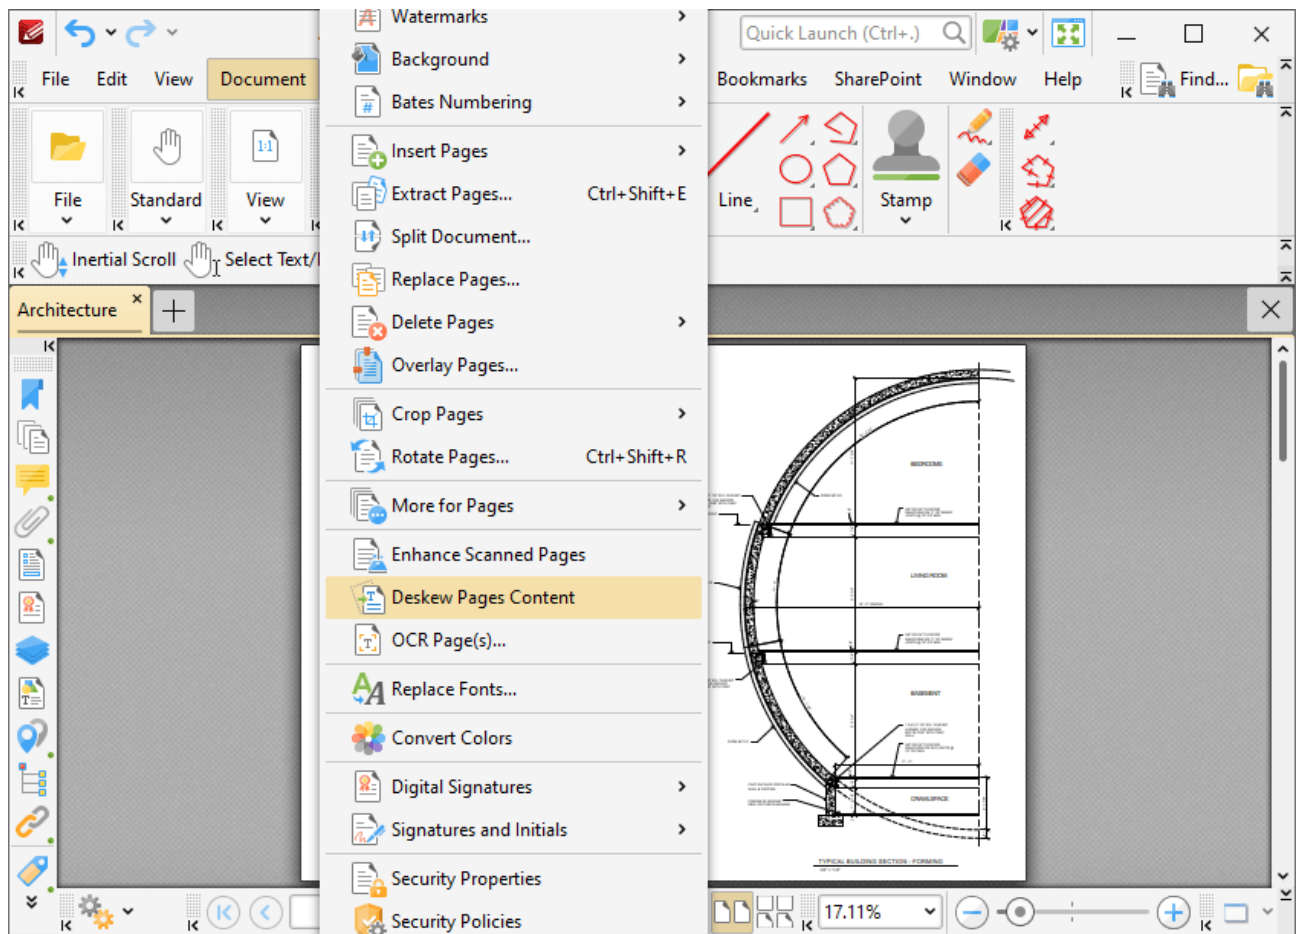 Watermarks
Quick Launch (Ctrl+.)
File Edit View Document
Background
Bookmarks SharePoint Window Help Find...
Bates Numbering
1:1
Insert Pages
File Standard View
Extract Pages... Ctrl+Shift+E
Line Stamp
Split Document...
Inertial Scroll Select Text/
Replace Pages...
Architecture
Delete Pages
Overlay Pages...
Crop Pages
Rotate Pages... Ctrl+Shift+R
BEDROOMS
More for Pages
Enhance Scanned Pages
LIVING ROOM
Deskew Pages Content
OCR Page(s)...
Replace Fonts...
BASEMENT
Convert Colors
Digital Signatures
CRAWLSPACE
Signatures and Initials
TYPICAL BUILDING SECTION - FORMING
Security Properties
17.11%
Security Policies